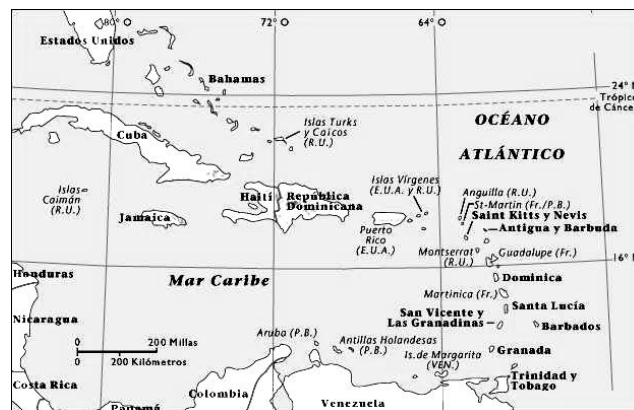 80° O
72° O
64° O
Estados Unidos
Bahamas
24° N
Trópico
de Cáncer
Islas Turks
y Caicos
(R.U.)
OCÉANO
ATLÁNTICO
Cuba
Islas Vírgenes
(E.U.A. y R.U.)
Anguilla (R.U.)
St-Martin (Fr./P.B.)
Saint Kitts y Nevis
Antigua y Barbuda
Islas
Caimán
(R.U.)
Jamaica
Haití
República
Dominicana
Puerto
Rico
(E.U.A.)
Montserrat
(R.U.)
Guadalupe (Fr.)
16° N
Honduras
Mar Caribe
Dominica
Martinica (Fr.)
Santa Lucía
Nicaragua
San Vicente y
Las Granadinas
Barbados
0 200 Millas
0 200 Kilómetros
Aruba (P.B.)
Antillas Holandesas
(P.B.)
Is. de Margarita
(VEN.)
Granada
Trinidad y
Tobago
Costa Rica
Panamá
Colombia
Venezuela